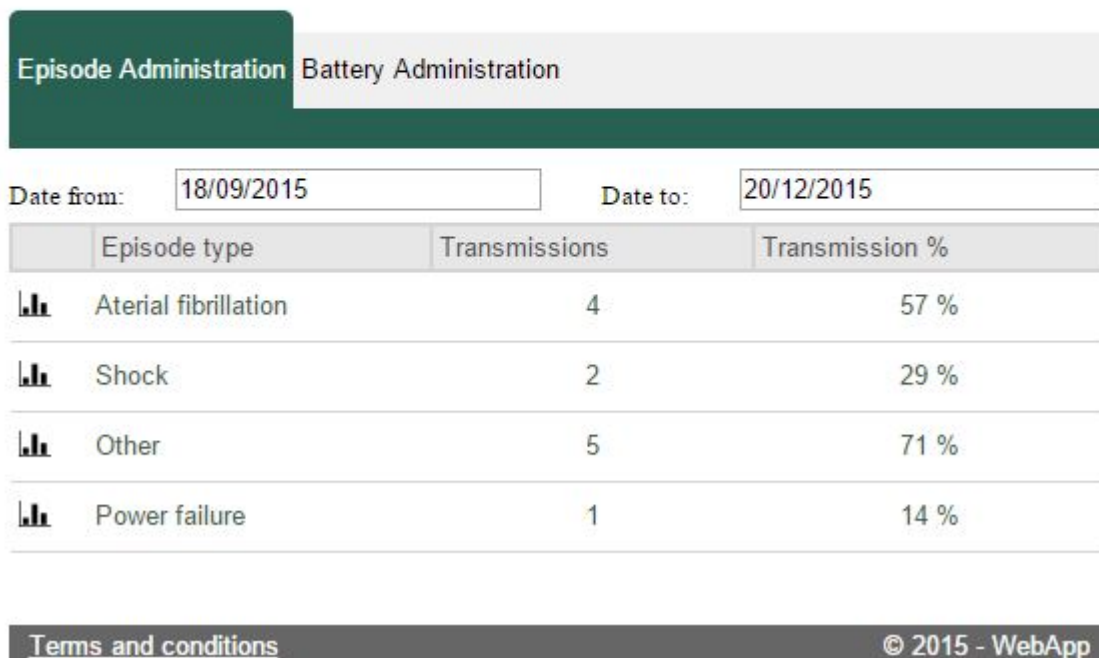 Episode Administration Battery Administration
Date from: 18/09/2015 Date to: 20/12/2015
Episode type Transmissions Transmission %
Aterial fibrillation 4 57 %
Shock 2 29 %
Other 5 71 %
Power failure 1 14 %
Terms and conditions © 2015 - WebApp